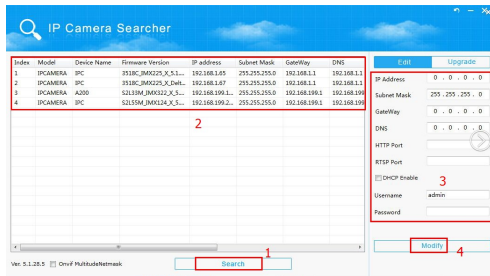 IP Camera Searcher
Index Model Device Name Firmware Version IP address Subnet Mask GateWay DNS
1 IPCAMERA IPC 3518C_IMX225_X_5.1.... 192.168.1.65 255.255.255.0 192.168.1.1 192.168.1.1
2 IPCAMERA IPC 3518C_IMX225_X_Delt... 192.168.1.67 255.255.255.0 192.168.1.1 192.168.1.1
3 IPCAMERA A200 S2L33M_IMX322_X_5.... 192.168.199.1... 255.255.255.0 192.168.199.1 192.168.199
4 IPCAMERA IPC S2L55M_IMX124_X_5.... 192.168.199.2... 255.255.255.0 192.168.199.1 192.168.199
2
Edit Upgrade
IP Address 0 . 0 . 0 . 0
Subnet Mask 255 . 255 . 255 . 0
GateWay 0 . 0 . 0 . 0
DNS 0 . 0 . 0 . 0
HTTP Port
RTSP Port
DHCP Enable
3
Username admin
Password
Modify
4
Ver. 5.1.28.5 Onvif MultitudeNetmask
Search
1